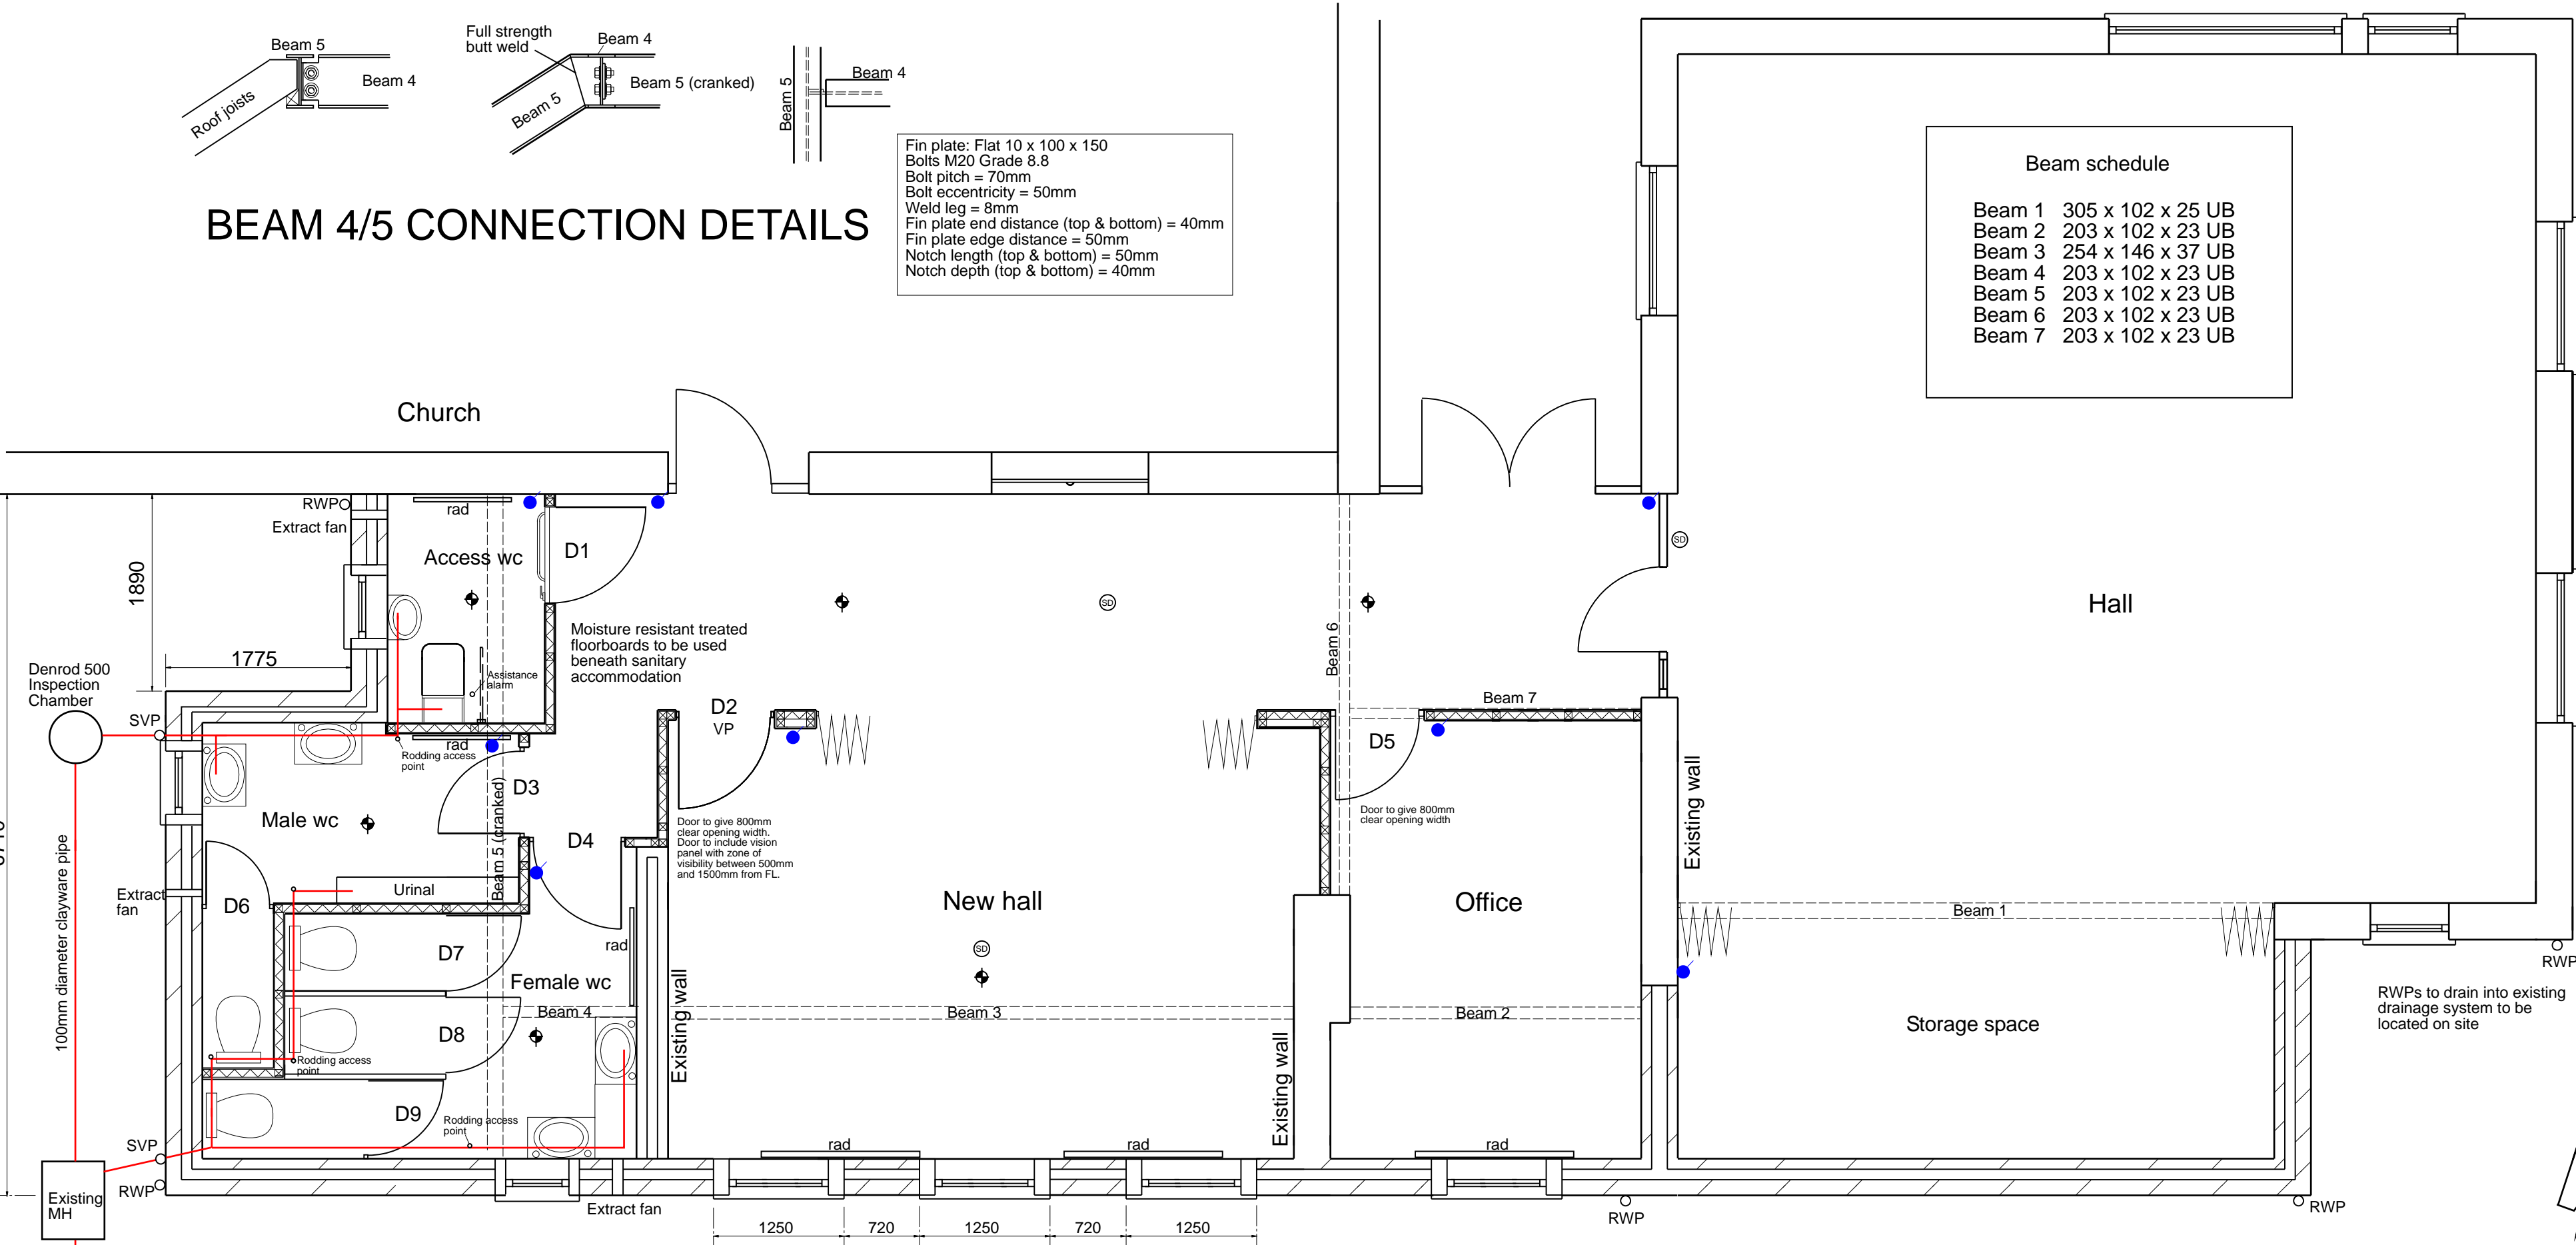 Beam 5
Beam 4
Roof joists
Full strength
butt weld
Beam 4
Beam 5 (cranked)
Beam 5
Beam 5
Beam 4
BEAM 4/5 CONNECTION DETAILS
Fin plate: Flat 10 x 100 x 150
Bolts M20 Grade 8.8
Bolt pitch = 70mm
Bolt eccentricity = 50mm
Weld leg = 8mm
Fin plate end distance (top & bottom) = 40mm
Fin plate edge distance = 50mm
Notch length (top & bottom) = 50mm
Notch depth (top & bottom) = 40mm
Beam schedule
Beam 1 305 x 102 x 25 UB
Beam 2 203 x 102 x 23 UB
Beam 3 254 x 146 x 37 UB
Beam 4 203 x 102 x 23 UB
Beam 5 203 x 102 x 23 UB
Beam 6 203 x 102 x 23 UB
Beam 7 203 x 102 x 23 UB
Church
RWP
Extract fan
rad
Access wc
D1
1890
1775
Moisture resistant treated
floorboards to be used
beneath sanitary
accommodation
Assistance
alarm
SD
SD
Hall
Beam 6
Beam 7
Denrod 500
Inspection
Chamber
SVP
rad
Rodding access
point
D2
VP
D5
D3
Male wc
D4
Beam 5 (cranked)
Door to give 800mm
clear opening width.
Door to include vision
panel with zone of
visibility between 500mm
and 1500mm from FL.
Door to give 800mm
clear opening width
Existing wall
100mm diameter clayware pipe
Extract
fan
Urinal
D6
D7
rad
Female wc
New hall
SD
Office
Beam 1
Beam 4
Beam 3
Beam 2
Existing wall
Existing wall
Storage space
RWP
RWPs to drain into existing
drainage system to be
located on site
D8
Rodding access
point
D9
Rodding access
point
rad
rad
rad
SVP
RWP
Existing
MH
Extract fan
1250
720
1250
720
1250
RWP
RWP